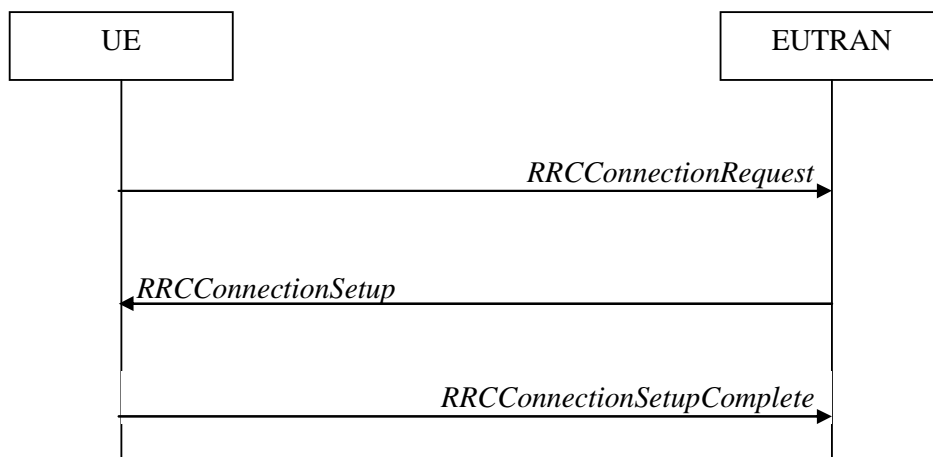 UE
EUTRAN
RRCConnectionRequest
RRCConnectionSetup
RRCConnectionSetupComplete